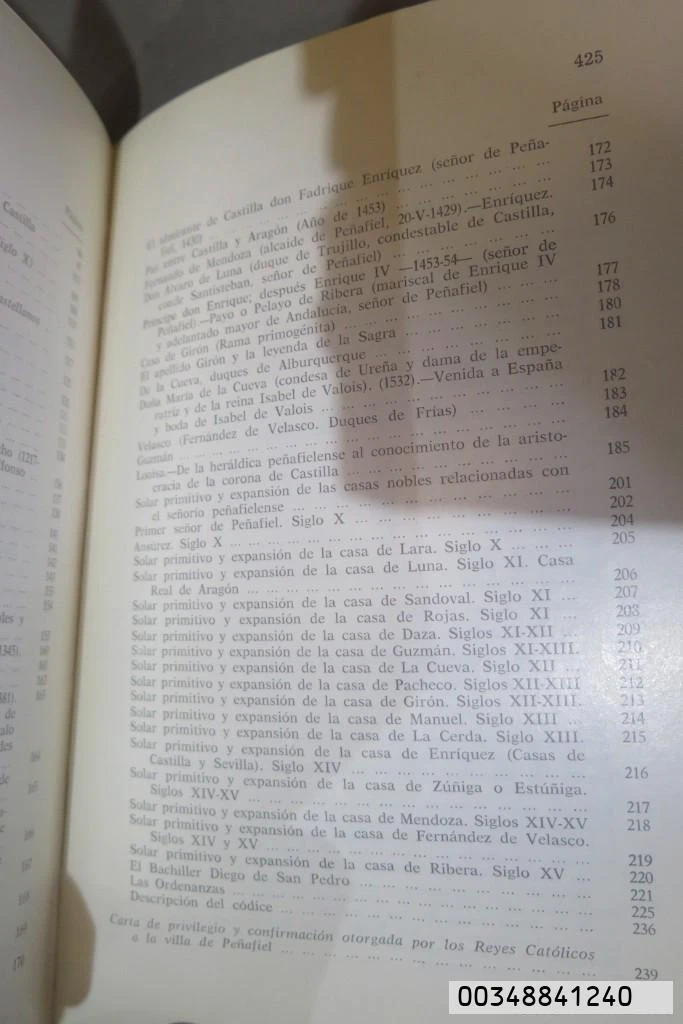 425
Página
El almirante de Castilla don Fadrique Enríquez (señor de Peña-
fiel, 1430) ... 172
Paz entre Castilla y Aragón (Año de 1453) ... 173
Fernando de Mendoza (alcaide de Peñafiel, 20-V-1429).—Enríquez. 174
Don Alvaro de Luna (duque de Trujillo, condestable de Castilla,
conde Santisteban, señor de Peñafiel) ... 176
Príncipe don Enrique; después Enrique IV —1453-54— (señor de
Peñafiel).—Payo o Pelayo de Ribera (mariscal de Enrique IV
y adelantado mayor de Andalucía, señor de Peñafiel) ... 177
Casa de Girón (Rama primogénita) ... 178
El apellido Girón y la leyenda de la Sagra ... 180
De la Cueva, duques de Alburquerque ... 181
Doña María de la Cueva (condesa de Ureña y dama de la empe-
ratriz y de la reina Isabel de Valois). (1532).—Venida a España
y boda de Isabel de Valois ... 182
Velasco (Fernández de Velasco. Duques de Frías) ... 183
Guzmán ... 184
Loaisa.—De la heráldica peñafielense al conocimiento de la aristo-
cracia de la corona de Castilla ... 185
Solar primitivo y expansión de las casas nobles relacionadas con
el señorío peñafielense ... 201
Primer señor de Peñafiel. Siglo X ... 202
Ansúrez. Siglo X ... 204
Solar primitivo y expansión de la casa de Lara. Siglo X ... 205
Solar primitivo y expansión de la casa de Luna. Siglo XI. Casa
Real de Aragón ... 206
Solar primitivo y expansión de la casa de Sandoval. Siglo XI ... 207
Solar primitivo y expansión de la casa de Rojas. Siglo XI ... 208
Solar primitivo y expansión de la casa de Daza. Siglos XI-XII ... 209
Solar primitivo y expansión de la casa de Guzmán. Siglos XI-XIII. 210
Solar primitivo y expansión de la casa de La Cueva. Siglo XII ... 211
Solar primitivo y expansión de la casa de Pacheco. Siglos XII-XIII 212
Solar primitivo y expansión de la casa de Girón. Siglos XII-XIII. 213
Solar primitivo y expansión de la casa de Manuel. Siglo XIII ... 214
Solar primitivo y expansión de la casa de La Cerda. Siglo XIII. 215
Solar primitivo y expansión de la casa de Enríquez (Casas de
Castilla y Sevilla). Siglo XIV ... 216
Solar primitivo y expansión de la casa de Zúñiga o Estúñiga.
Siglos XIV-XV ... 217
Solar primitivo y expansión de la casa de Mendoza. Siglos XIV-XV 218
Solar primitivo y expansión de la casa de Fernández de Velasco.
Siglos XIV y XV ... 219
Solar primitivo y expansión de la casa de Ribera. Siglo XV ... 220
El Bachiller Diego de San Pedro ... 221
Las Ordenanzas ... 225
Descripción del códice ... 236
Carta de privilegio y confirmación otorgada por los Reyes Católicos
a la villa de Peñafiel ... 239
00348841240